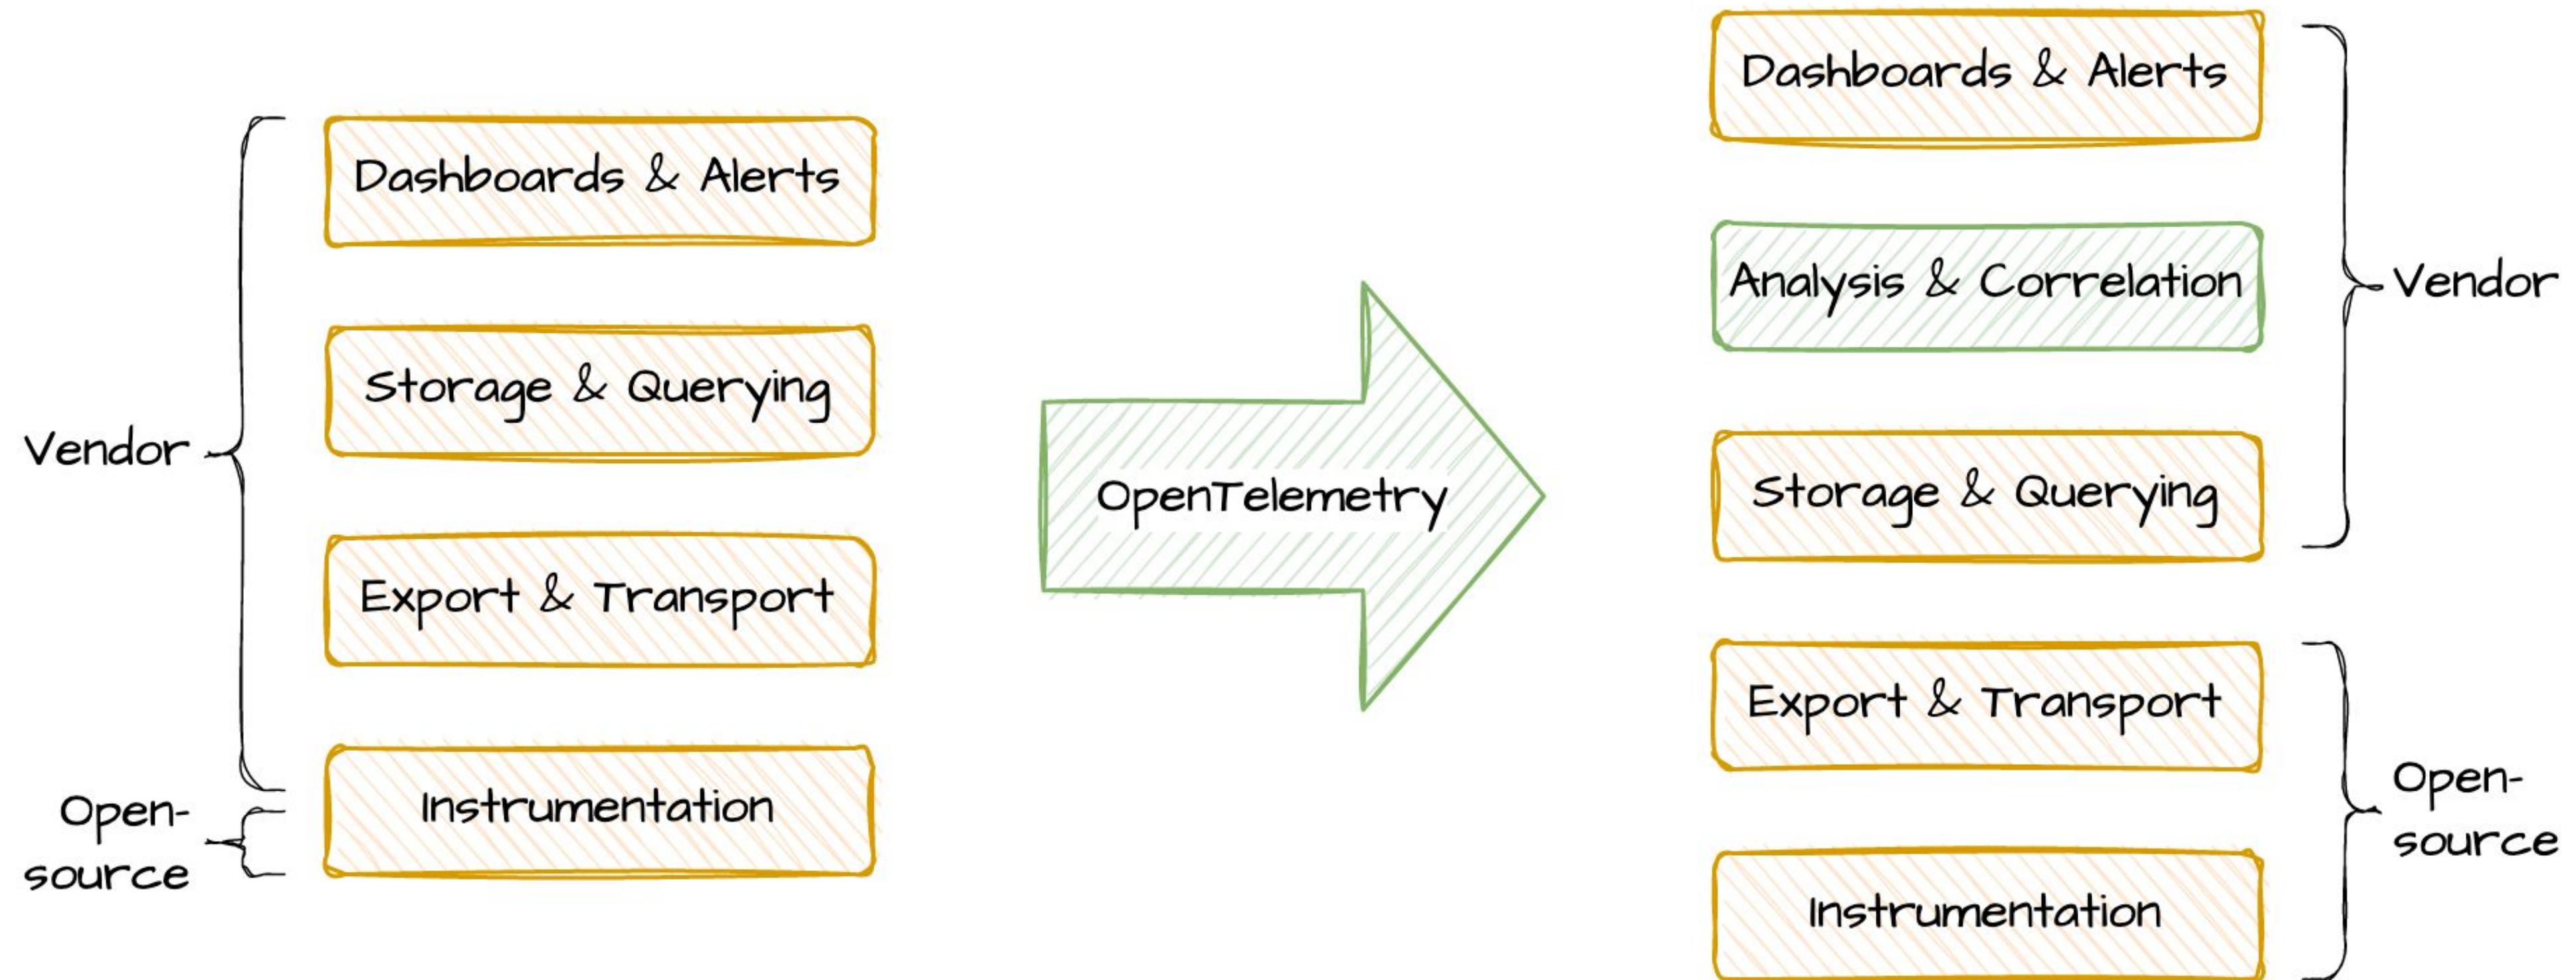 Dashboards & Alerts
Storage & Querying
Export & Transport
Instrumentation
Vendor
Open-
source
OpenTelemetry
Dashboards & Alerts
Analysis & Correlation
Storage & Querying
Export & Transport
Instrumentation
Vendor
Open-
source